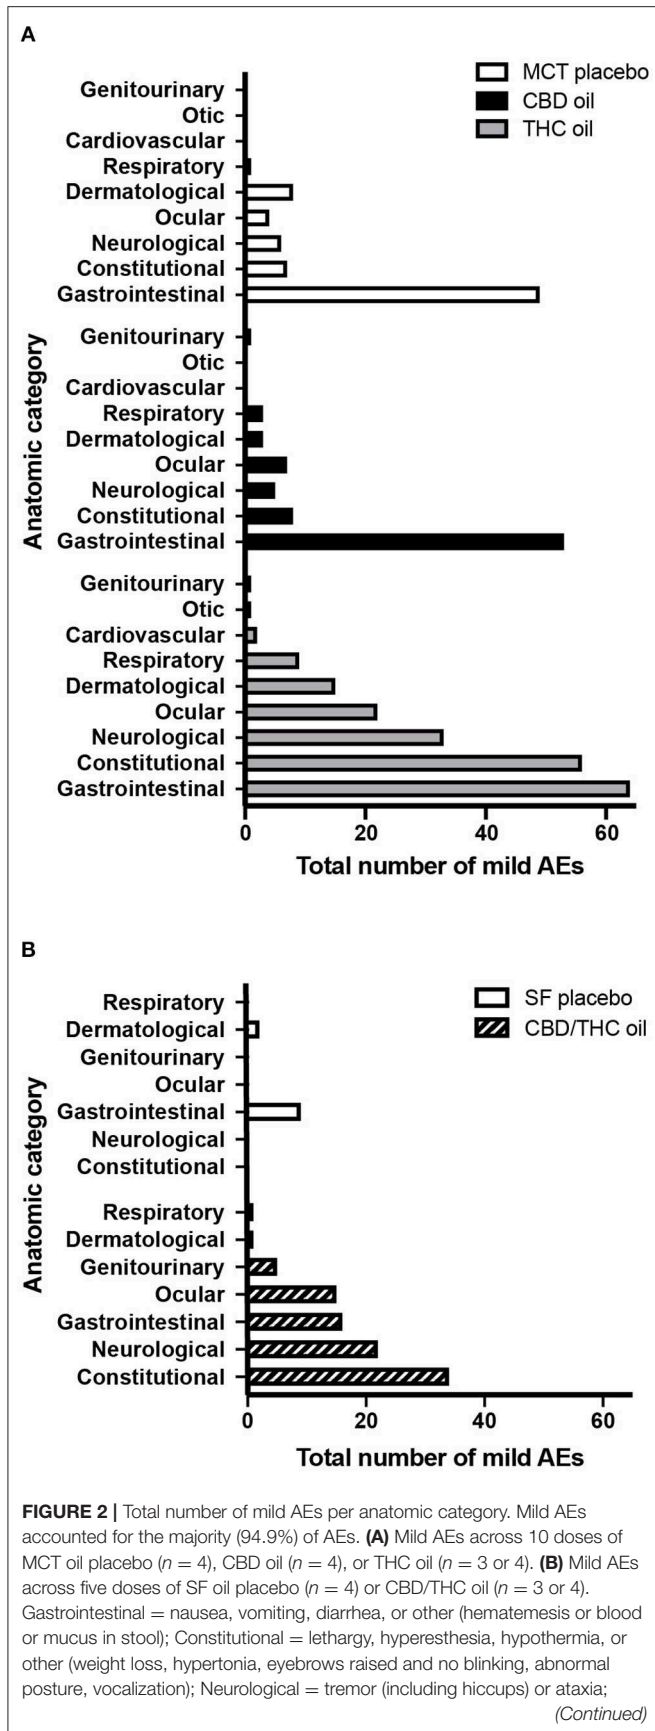 A
MCT placebo
CBD oil
THC oil
Anatomic category
Genitourinary
Otic
Cardiovascular
Respiratory
Dermatological
Ocular
Neurological
Constitutional
Gastrointestinal
Genitourinary
Otic
Cardiovascular
Respiratory
Dermatological
Ocular
Neurological
Constitutional
Gastrointestinal
Genitourinary
Otic
Cardiovascular
Respiratory
Dermatological
Ocular
Neurological
Constitutional
Gastrointestinal
0 20 40 60
Total number of mild AEs
B
SF placebo
CBD/THC oil
Anatomic category
Respiratory
Dermatological
Genitourinary
Ocular
Gastrointestinal
Neurological
Constitutional
Respiratory
Dermatological
Genitourinary
Ocular
Gastrointestinal
Neurological
Constitutional
0 20 40 60
Total number of mild AEs
FIGURE 2 | Total number of mild AEs per anatomic category. Mild AEs
accounted for the majority (94.9%) of AEs. (A) Mild AEs across 10 doses of
MCT oil placebo (n = 4), CBD oil (n = 4), or THC oil (n = 3 or 4). (B) Mild AEs
across five doses of SF oil placebo (n = 4) or CBD/THC oil (n = 3 or 4).
Gastrointestinal = nausea, vomiting, diarrhea, or other (hematemesis or blood
or mucus in stool); Constitutional = lethargy, hyperesthesia, hypothermia, or
other (weight loss, hypertonia, eyebrows raised and no blinking, abnormal
posture, vocalization); Neurological = tremor (including hiccups) or ataxia;
(Continued)